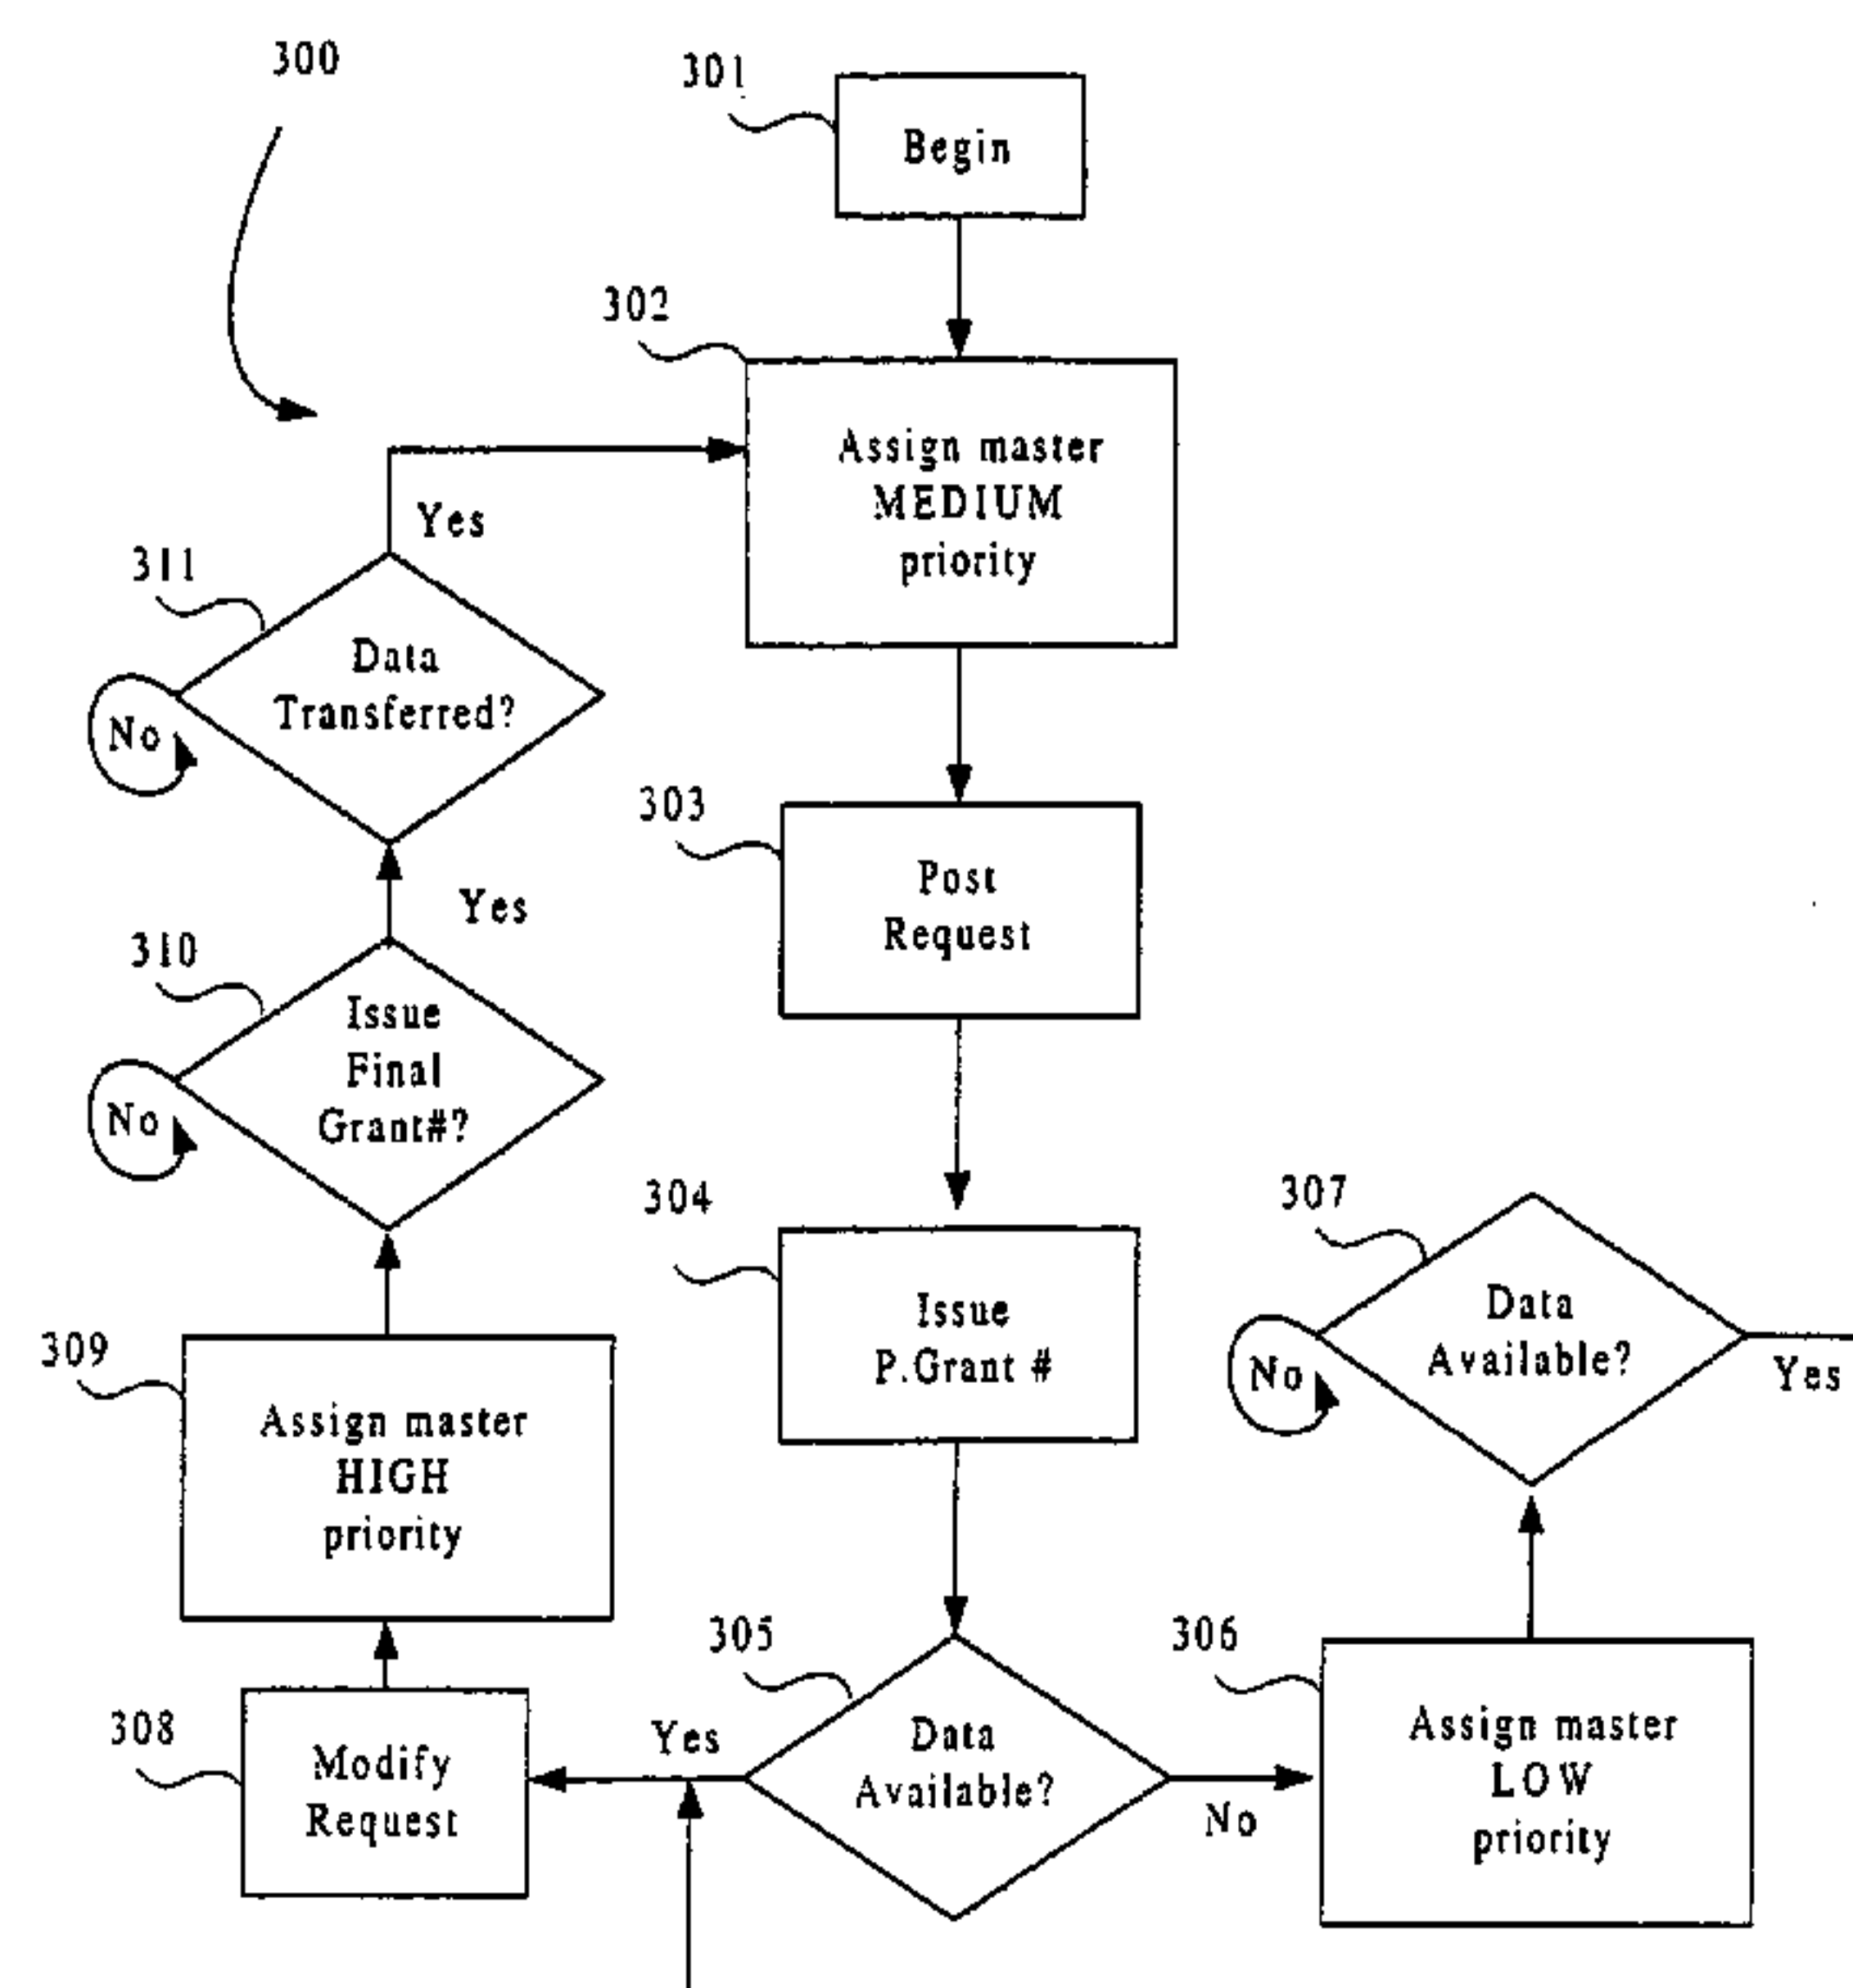 300
301
Begin
302
Assign master
MEDIUM
priority
Yes
311
Data
Transferred?
No
303
Post
Request
Yes
310
Issue
Final
Grant#?
No
304
Issue
P.Grant #
307
Data
Available?
No
Yes
309
Assign master
HIGH
priority
305
Data
Available?
Yes
No
306
Assign master
LOW
priority
308
Modify
Request